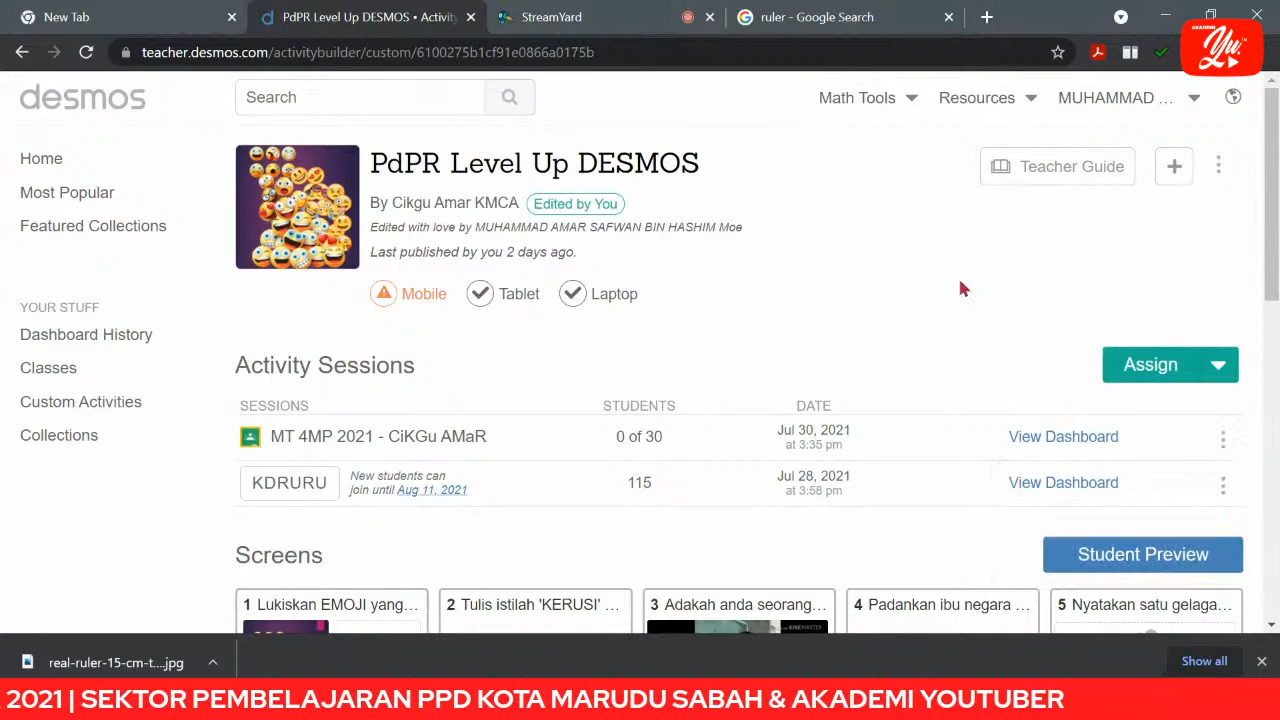 New Tab
PdPR Level Up DESMOS • Activity
StreamYard
ruler - Google Search
teacher.desmos.com/activitybuilder/custom/6100275b1cf91e0866a0175b
AKADEMI
Yu
desmos
Search
Math Tools
Resources
MUHAMMAD ...
Home
Most Popular
Featured Collections
YOUR STUFF
Dashboard History
Classes
Custom Activities
Collections
PdPR Level Up DESMOS
By Cikgu Amar KMCA Edited by You
Edited with love by MUHAMMAD AMAR SAFWAN BIN HASHIM Moe
Last published by you 2 days ago.
Mobile Tablet Laptop
Teacher Guide
Activity Sessions
Assign
SESSIONS STUDENTS DATE
MT 4MP 2021 - CiKGu AMaR 0 of 30 Jul 30, 2021 View Dashboard
at 3:35 pm
KDRURU New students can 115 Jul 28, 2021 View Dashboard
join until Aug 11, 2021 at 3:58 pm
Screens
Student Preview
1 Lukiskan EMOJI yang...
2 Tulis istilah 'KERUSI' ...
3 Adakah anda seorang...
4 Padankan ibu negara ...
5 Nyatakan satu gelaga...
KINEMASTER
real-ruler-15-cm-t....jpg
Show all
2021 | SEKTOR PEMBELAJARAN PPD KOTA MARUDU SABAH & AKADEMI YOUTUBER